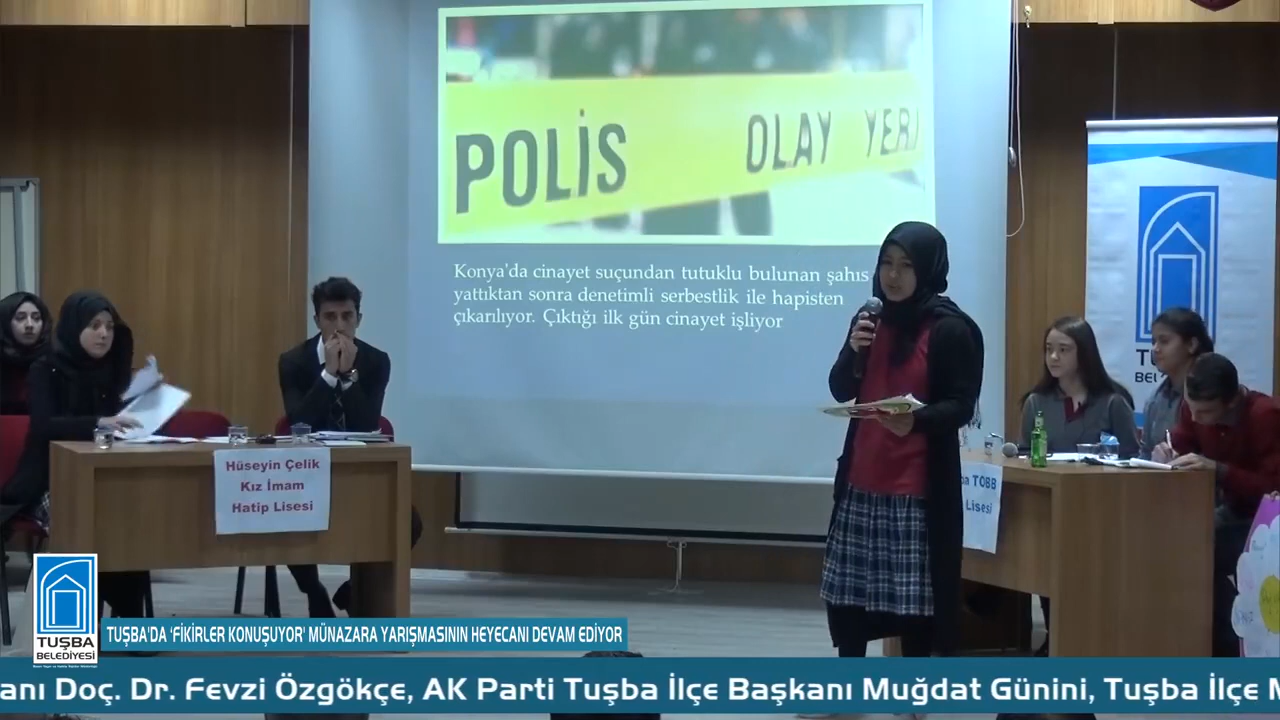 POLİS OLAY YERİ
Konya'da cinayet suçundan tutuklu bulunan şahıs
yattıktan sonra denetimli serbestlik ile hapisten
çıkarılıyor. Çıktığı ilk gün cinayet işliyor
TUŞBA
Hüseyin Çelik
Kız İmam
Hatip Lisesi
TOBB
Lisesi
TUŞBA
BELEDİYESİ
TUŞBA'DA 'FİKİRLER KONUŞUYOR' MÜNAZARA YARIŞMASININ HEYECANI DEVAM EDİYOR
anı Doç. Dr. Fevzi Özgökçe, AK Parti Tuşba İlçe Başkanı Muğdat Günini, Tuşba İlçe M